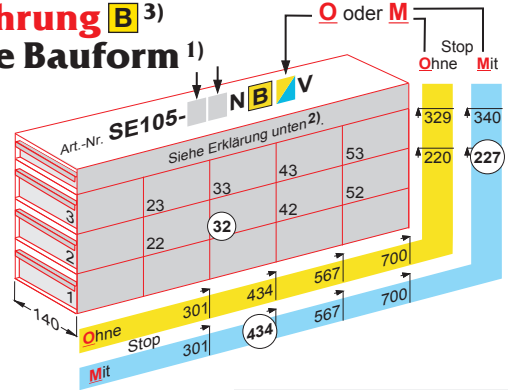 hrung B 3)
e Bauform 1)
O oder M
Stop
Ohne Mit
Art.-Nr. SE105- N B V
Siehe Erklärung unten 2).
329 340
220 227
23 33 43 53
22 32 42 52
3
2
1
140
Ohne 301 434 567 700
Stop
Mit 301 434 567 700